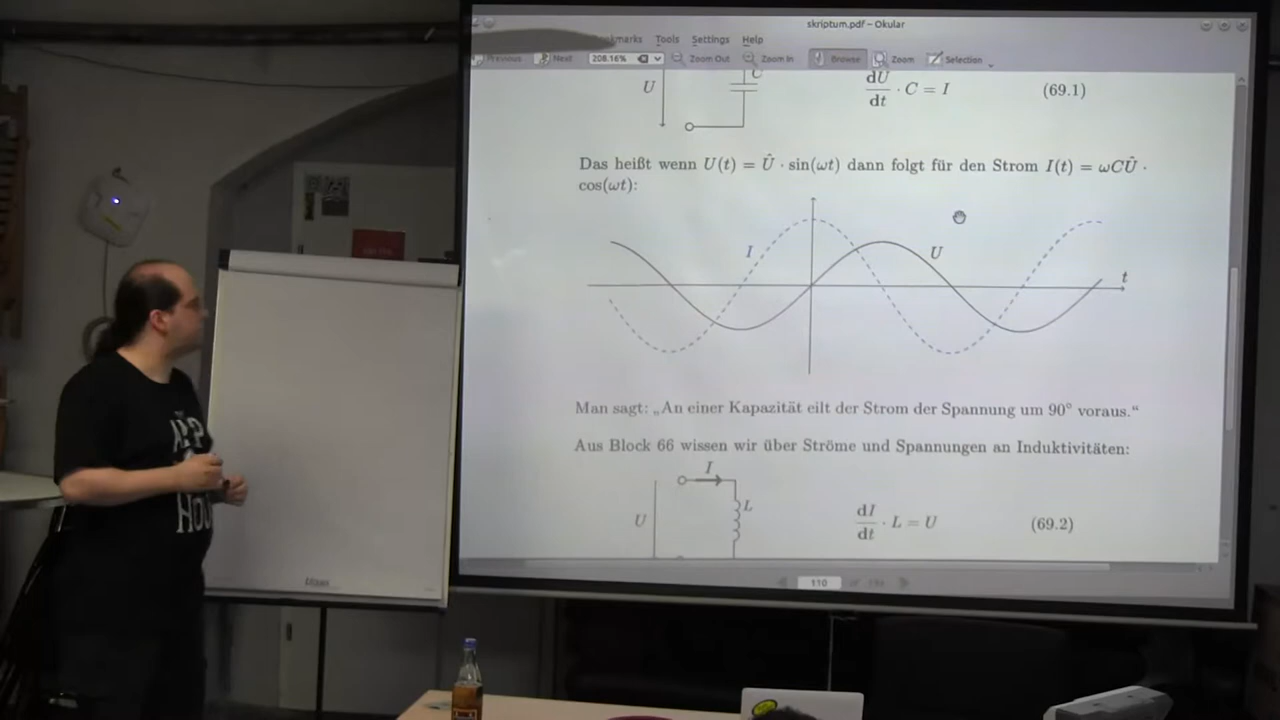 skriptum.pdf – Okular
Tools Settings Help
Previous Next 208.16% Zoom Out Zoom In Browse Zoom Selection
U C dU/dt · C = I (69.1)
Das heißt wenn U(t) = Û · sin(ωt) dann folgt für den Strom I(t) = ωCÛ ·
cos(ωt):
I U t
Man sagt: „An einer Kapazität eilt der Strom der Spannung um 90° voraus.“
Aus Block 66 wissen wir über Ströme und Spannungen an Induktivitäten:
I
U L dI/dt · L = U (69.2)
110